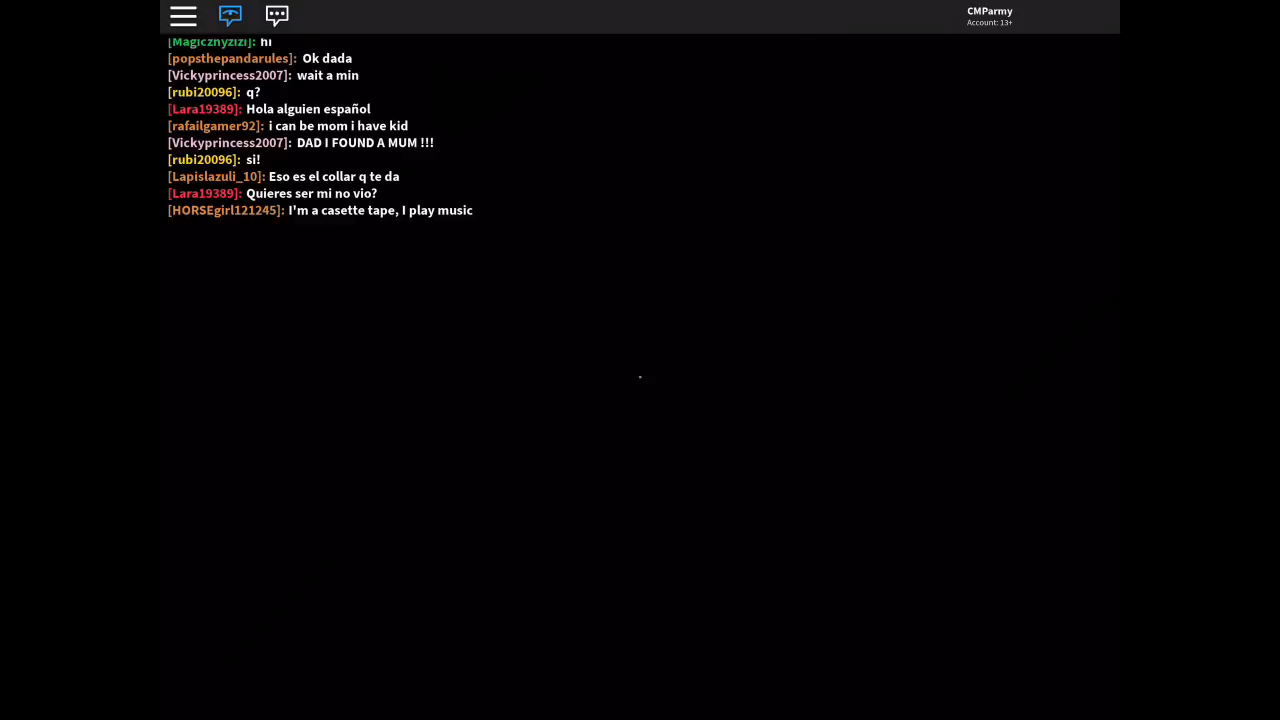 CMParmy
Account: 13+
[Magicznyzizi]: hi
[popsthepandarules]: Ok dada
[Vickyprincess2007]: wait a min
[rubi20096]: q?
[Lara19389]: Hola alguien español
[rafailgamer92]: i can be mom i have kid
[Vickyprincess2007]: DAD I FOUND A MUM !!!
[rubi20096]: si!
[Lapislazuli_10]: Eso es el collar q te da
[Lara19389]: Quieres ser mi no vio?
[HORSEgirl121245]: I'm a casette tape, I play music